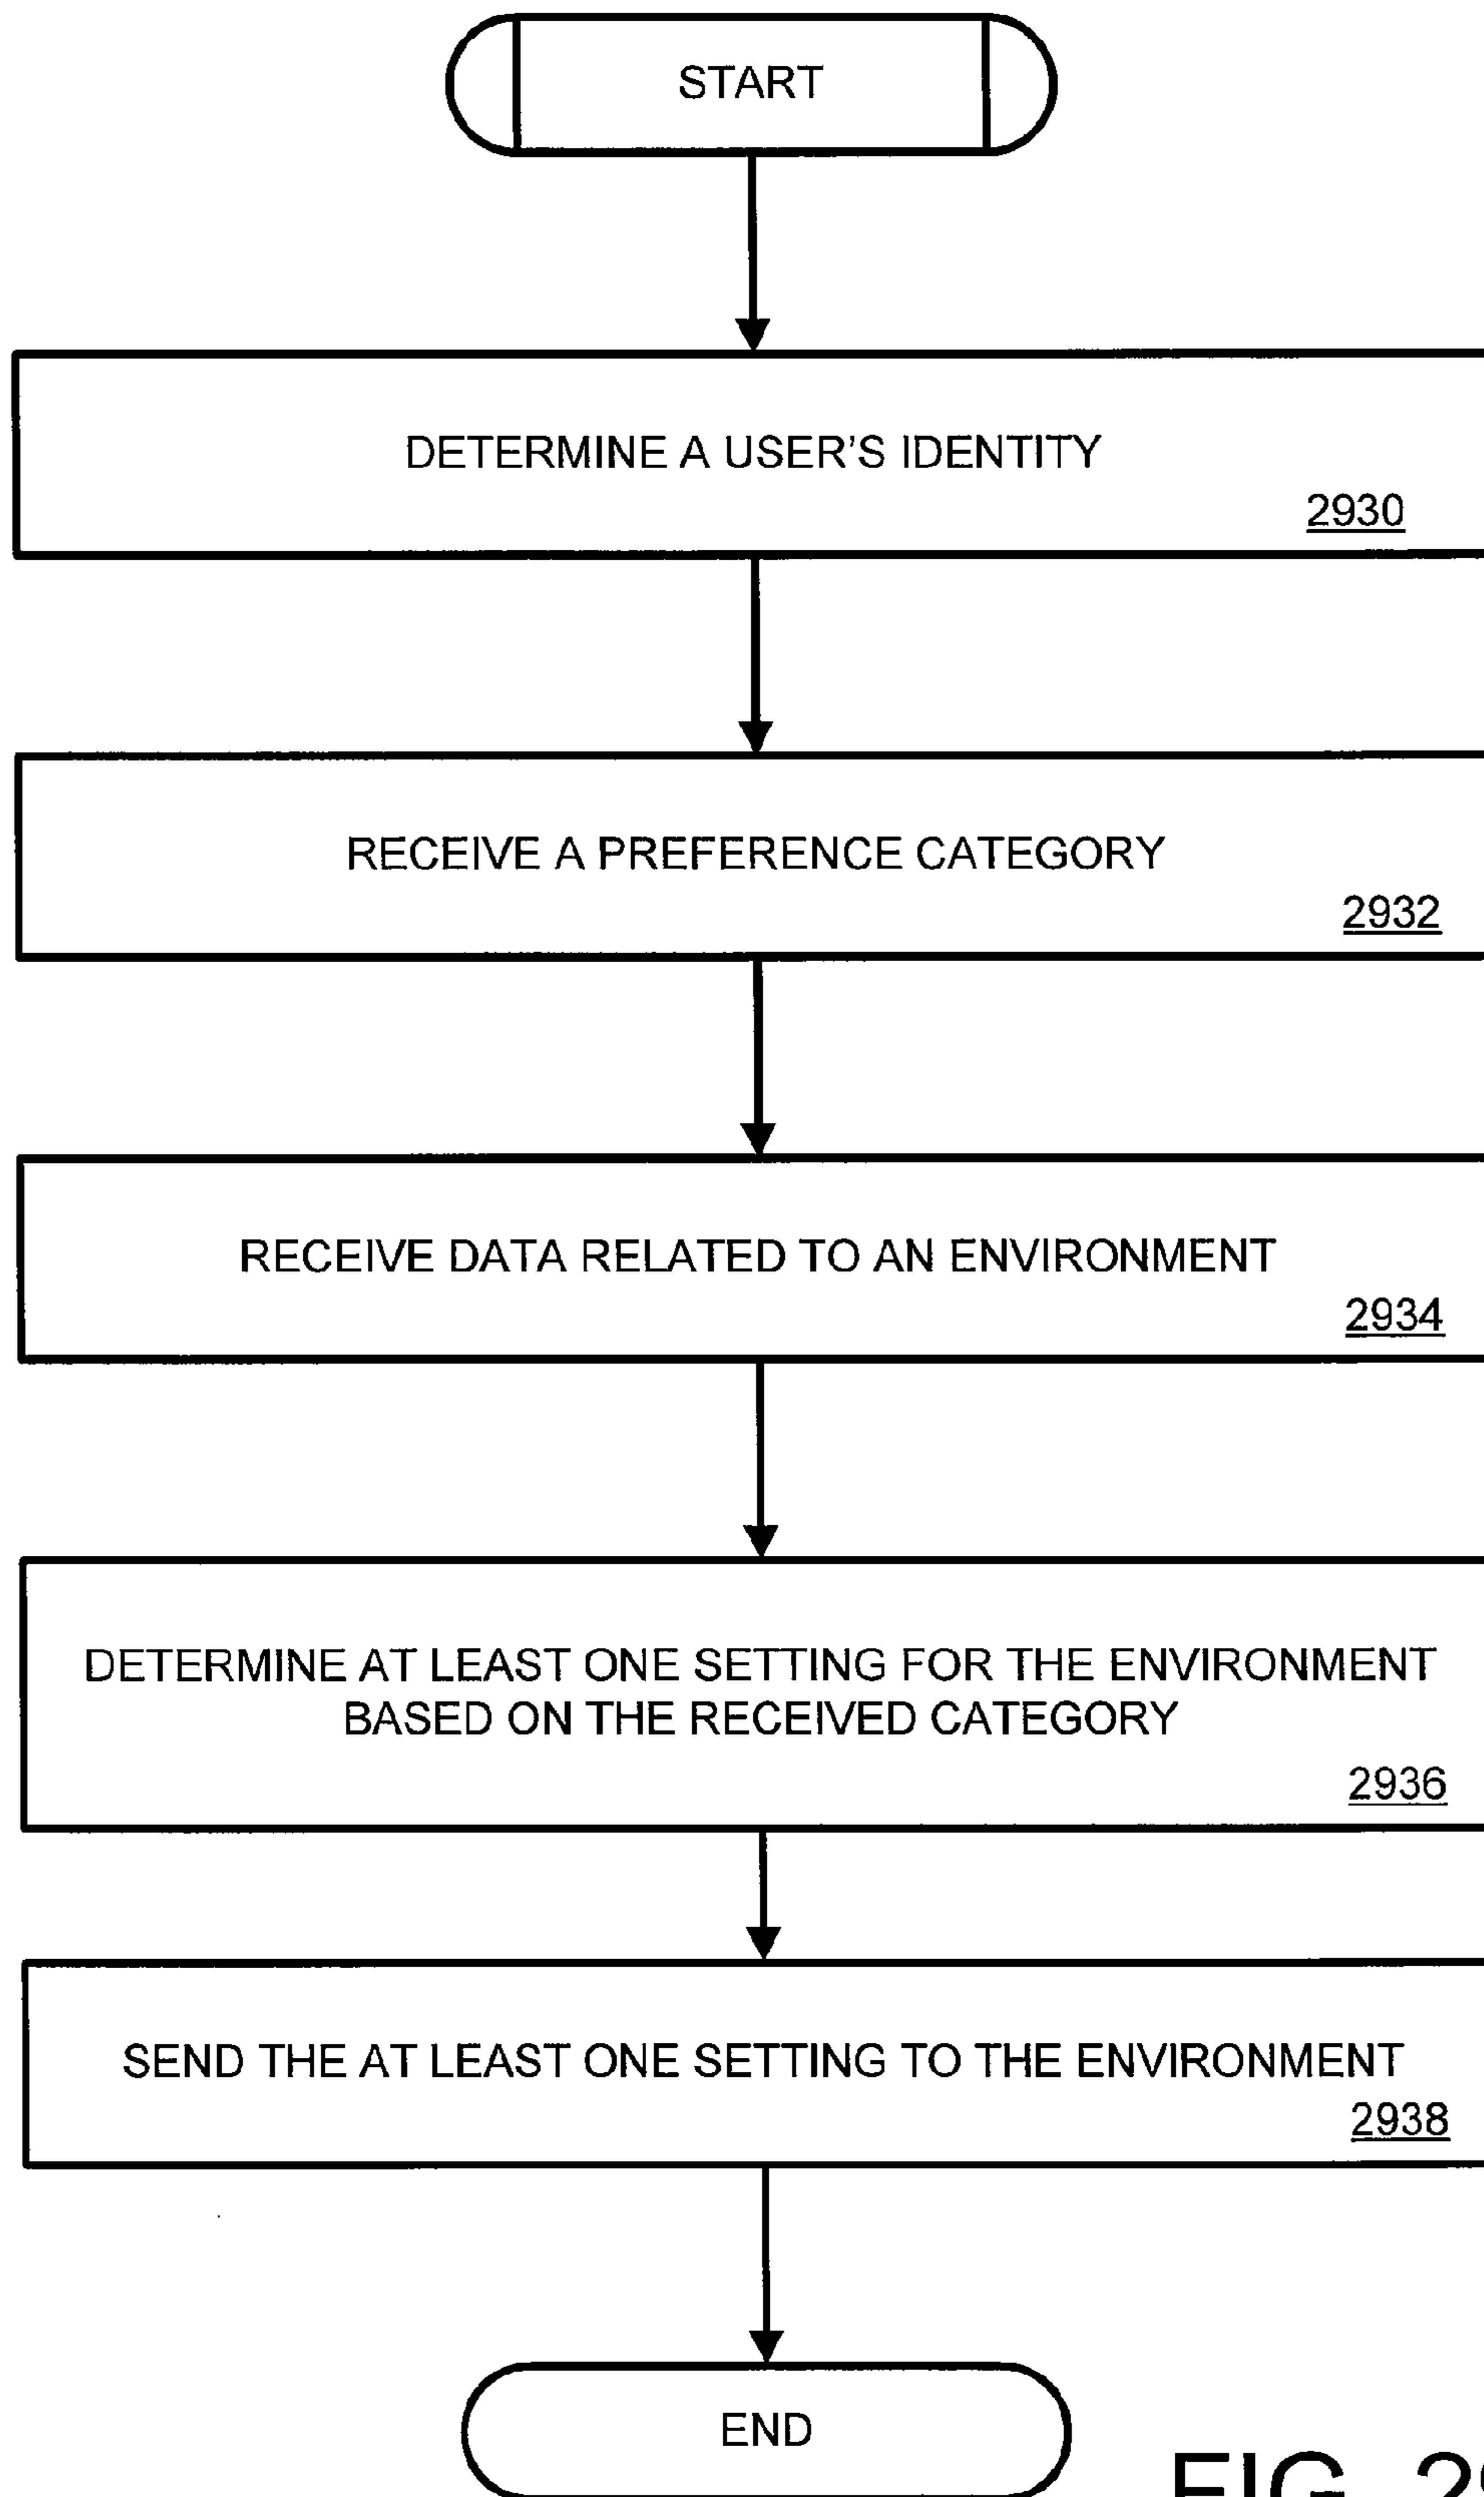 START
DETERMINE A USER'S IDENTITY
2930
RECEIVE A PREFERENCE CATEGORY
2932
RECEIVE DATA RELATED TO AN ENVIRONMENT
2934
DETERMINE AT LEAST ONE SETTING FOR THE ENVIRONMENT
BASED ON THE RECEIVED CATEGORY
2936
SEND THE AT LEAST ONE SETTING TO THE ENVIRONMENT
2938
END
FIG.